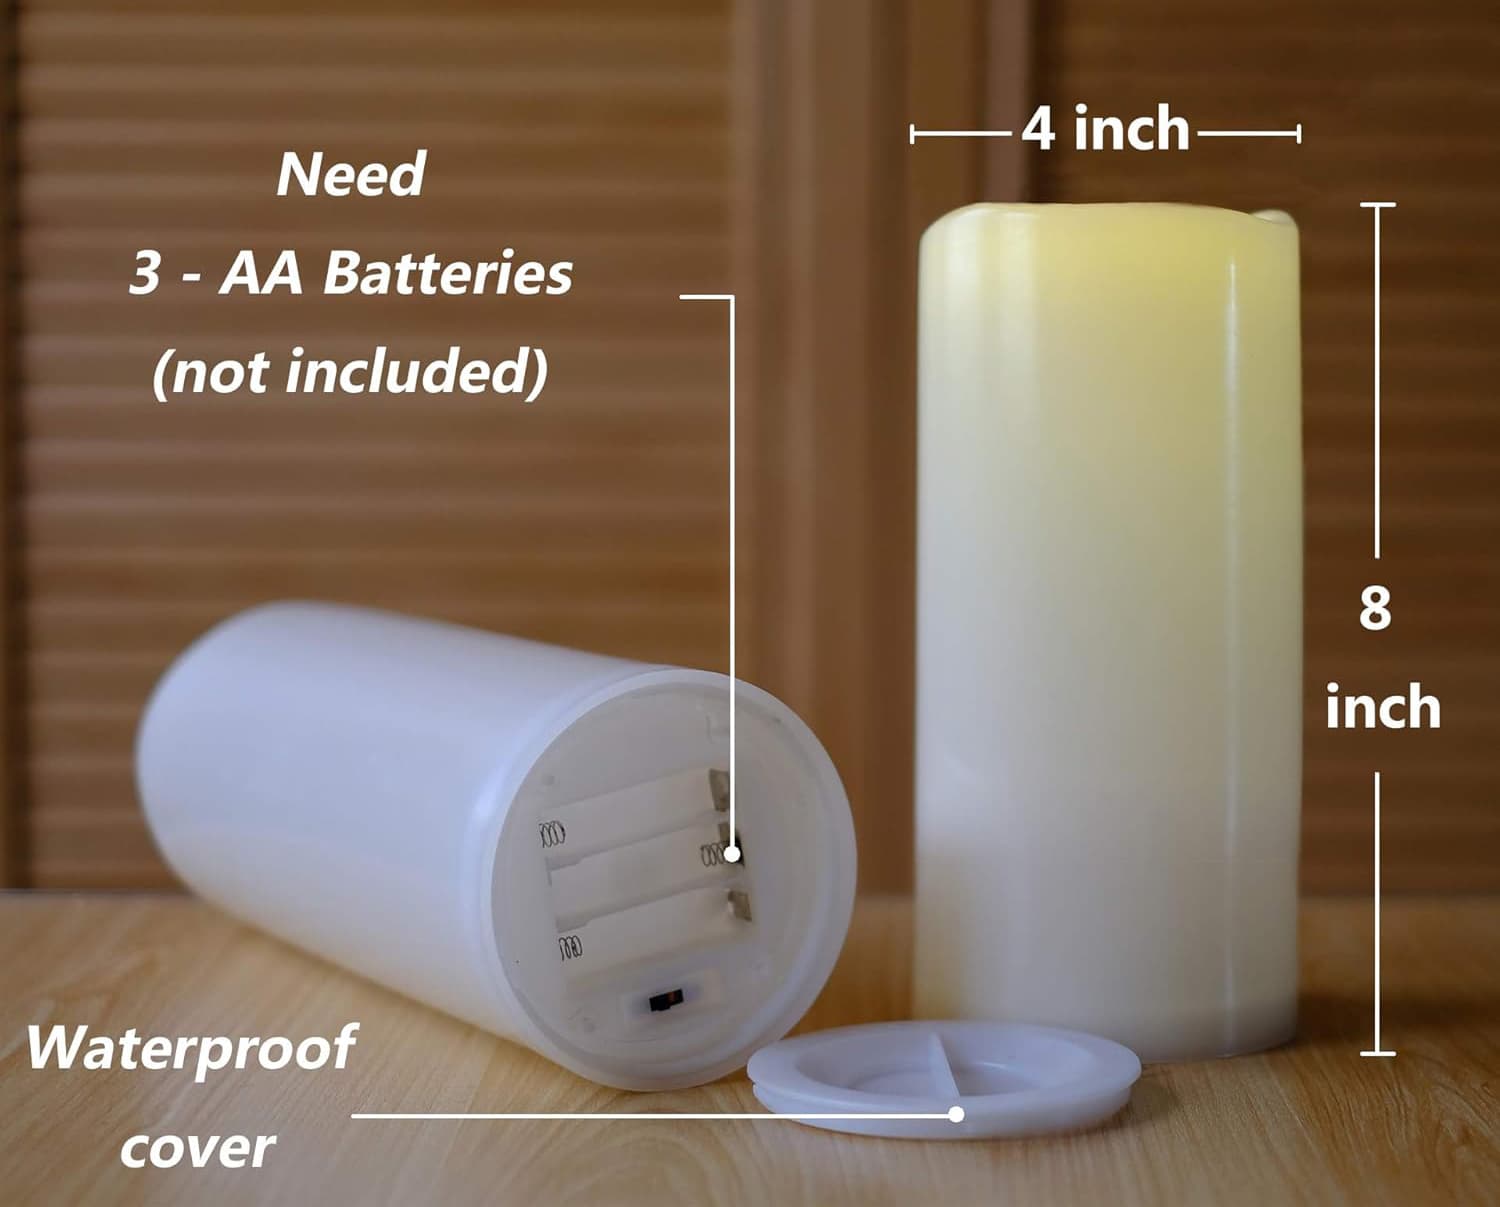 4 inch
Need
3 - AA Batteries
(not included)
8
inch
Waterproof
cover